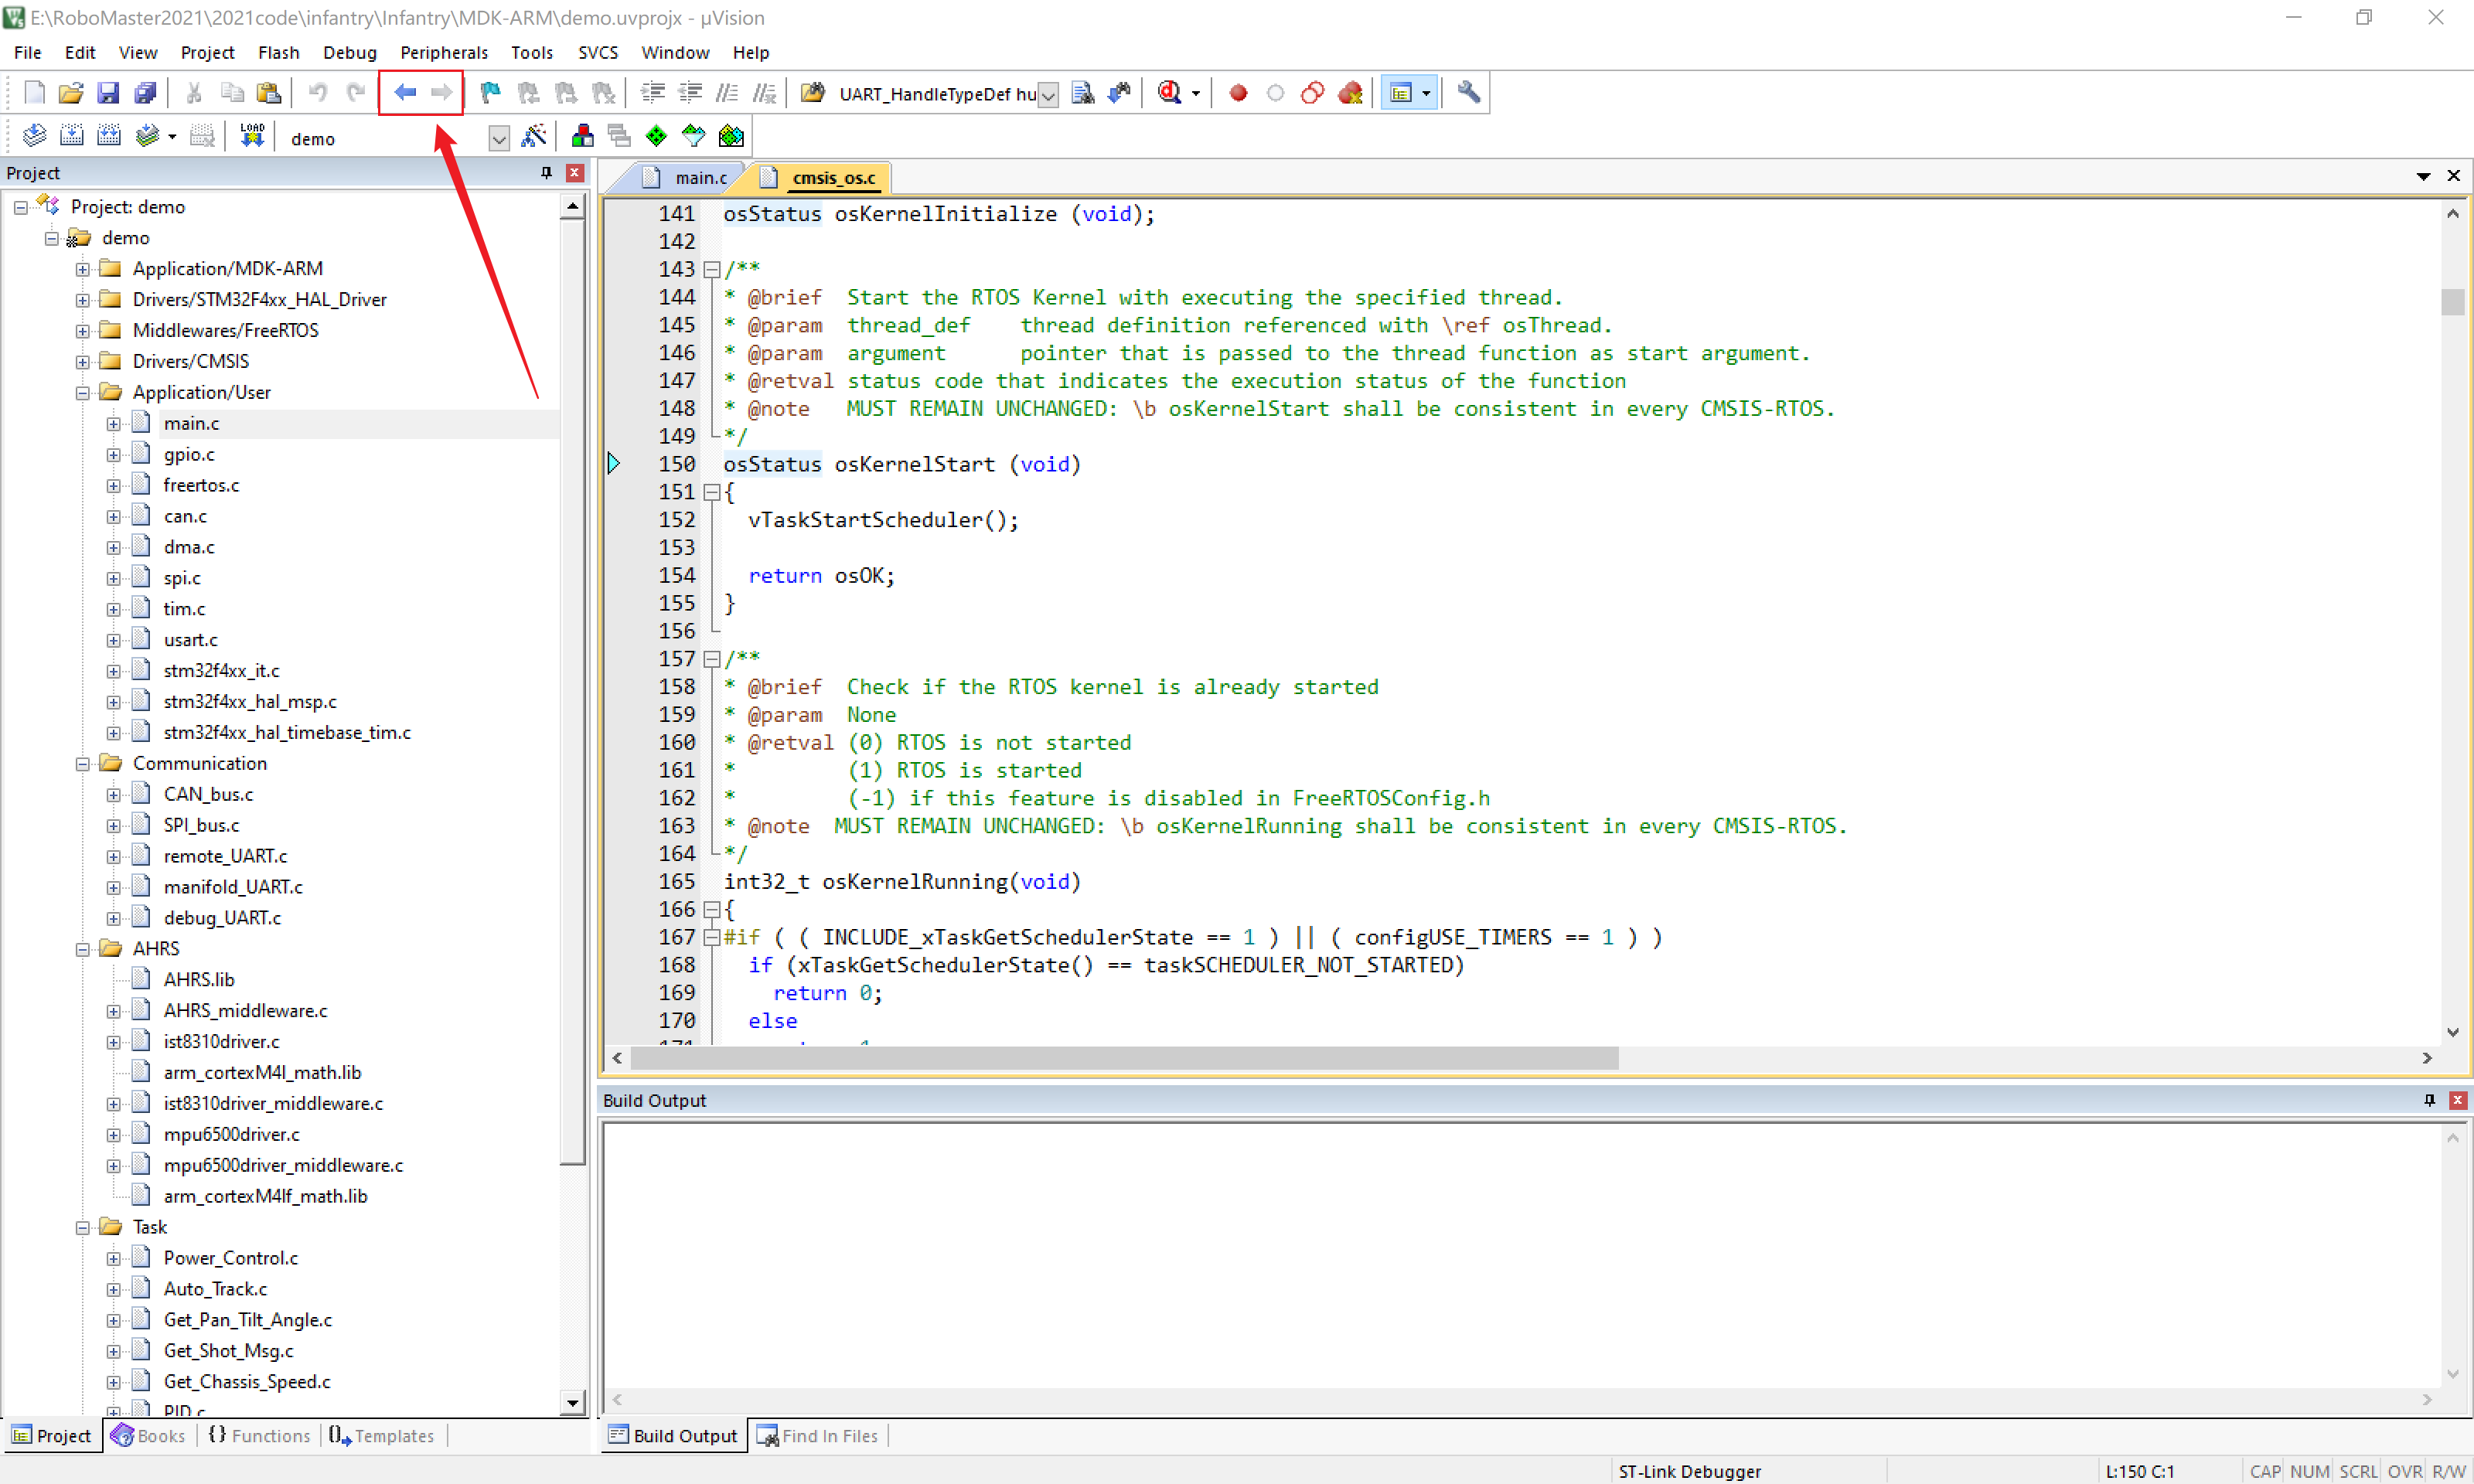 E:\RoboMaster2021\2021code\infantry\Infantry\MDK-ARM\demo.uvprojx - µVision
File Edit View Project Flash Debug Peripherals Tools SVCS Window Help
UART_HandleTypeDef hu
LOAD demo
Project
Project: demo
demo
Application/MDK-ARM
Drivers/STM32F4xx_HAL_Driver
Middlewares/FreeRTOS
Drivers/CMSIS
Application/User
main.c
gpio.c
freertos.c
can.c
dma.c
spi.c
tim.c
usart.c
stm32f4xx_it.c
stm32f4xx_hal_msp.c
stm32f4xx_hal_timebase_tim.c
Communication
CAN_bus.c
SPI_bus.c
remote_UART.c
manifold_UART.c
debug_UART.c
AHRS
AHRS.lib
AHRS_middleware.c
ist8310driver.c
arm_cortexM4l_math.lib
ist8310driver_middleware.c
mpu6500driver.c
mpu6500driver_middleware.c
arm_cortexM4lf_math.lib
Task
Power_Control.c
Auto_Track.c
Get_Pan_Tilt_Angle.c
Get_Shot_Msg.c
Get_Chassis_Speed.c
PID.c
Project Books {} Functions Templates
main.c cmsis_os.c
141 osStatus osKernelInitialize (void);
142
143 /**
144 * @brief  Start the RTOS Kernel with executing the specified thread.
145 * @param  thread_def    thread definition referenced with \ref osThread.
146 * @param  argument      pointer that is passed to the thread function as start argument.
147 * @retval status code that indicates the execution status of the function
148 * @note   MUST REMAIN UNCHANGED: \b osKernelStart shall be consistent in every CMSIS-RTOS.
149 */
150 osStatus osKernelStart (void)
151 {
152   vTaskStartScheduler();
153
154   return osOK;
155 }
156
157 /**
158 * @brief  Check if the RTOS kernel is already started
159 * @param  None
160 * @retval (0) RTOS is not started
161 *         (1) RTOS is started
162 *         (-1) if this feature is disabled in FreeRTOSConfig.h
163 * @note  MUST REMAIN UNCHANGED: \b osKernelRunning shall be consistent in every CMSIS-RTOS.
164 */
165 int32_t osKernelRunning(void)
166 {
167 #if ( ( INCLUDE_xTaskGetSchedulerState == 1 ) || ( configUSE_TIMERS == 1 ) )
168   if (xTaskGetSchedulerState() == taskSCHEDULER_NOT_STARTED)
169     return 0;
170   else
Build Output
Build Output Find In Files
ST-Link Debugger L:150 C:1 CAP NUM SCRL OVR R/W